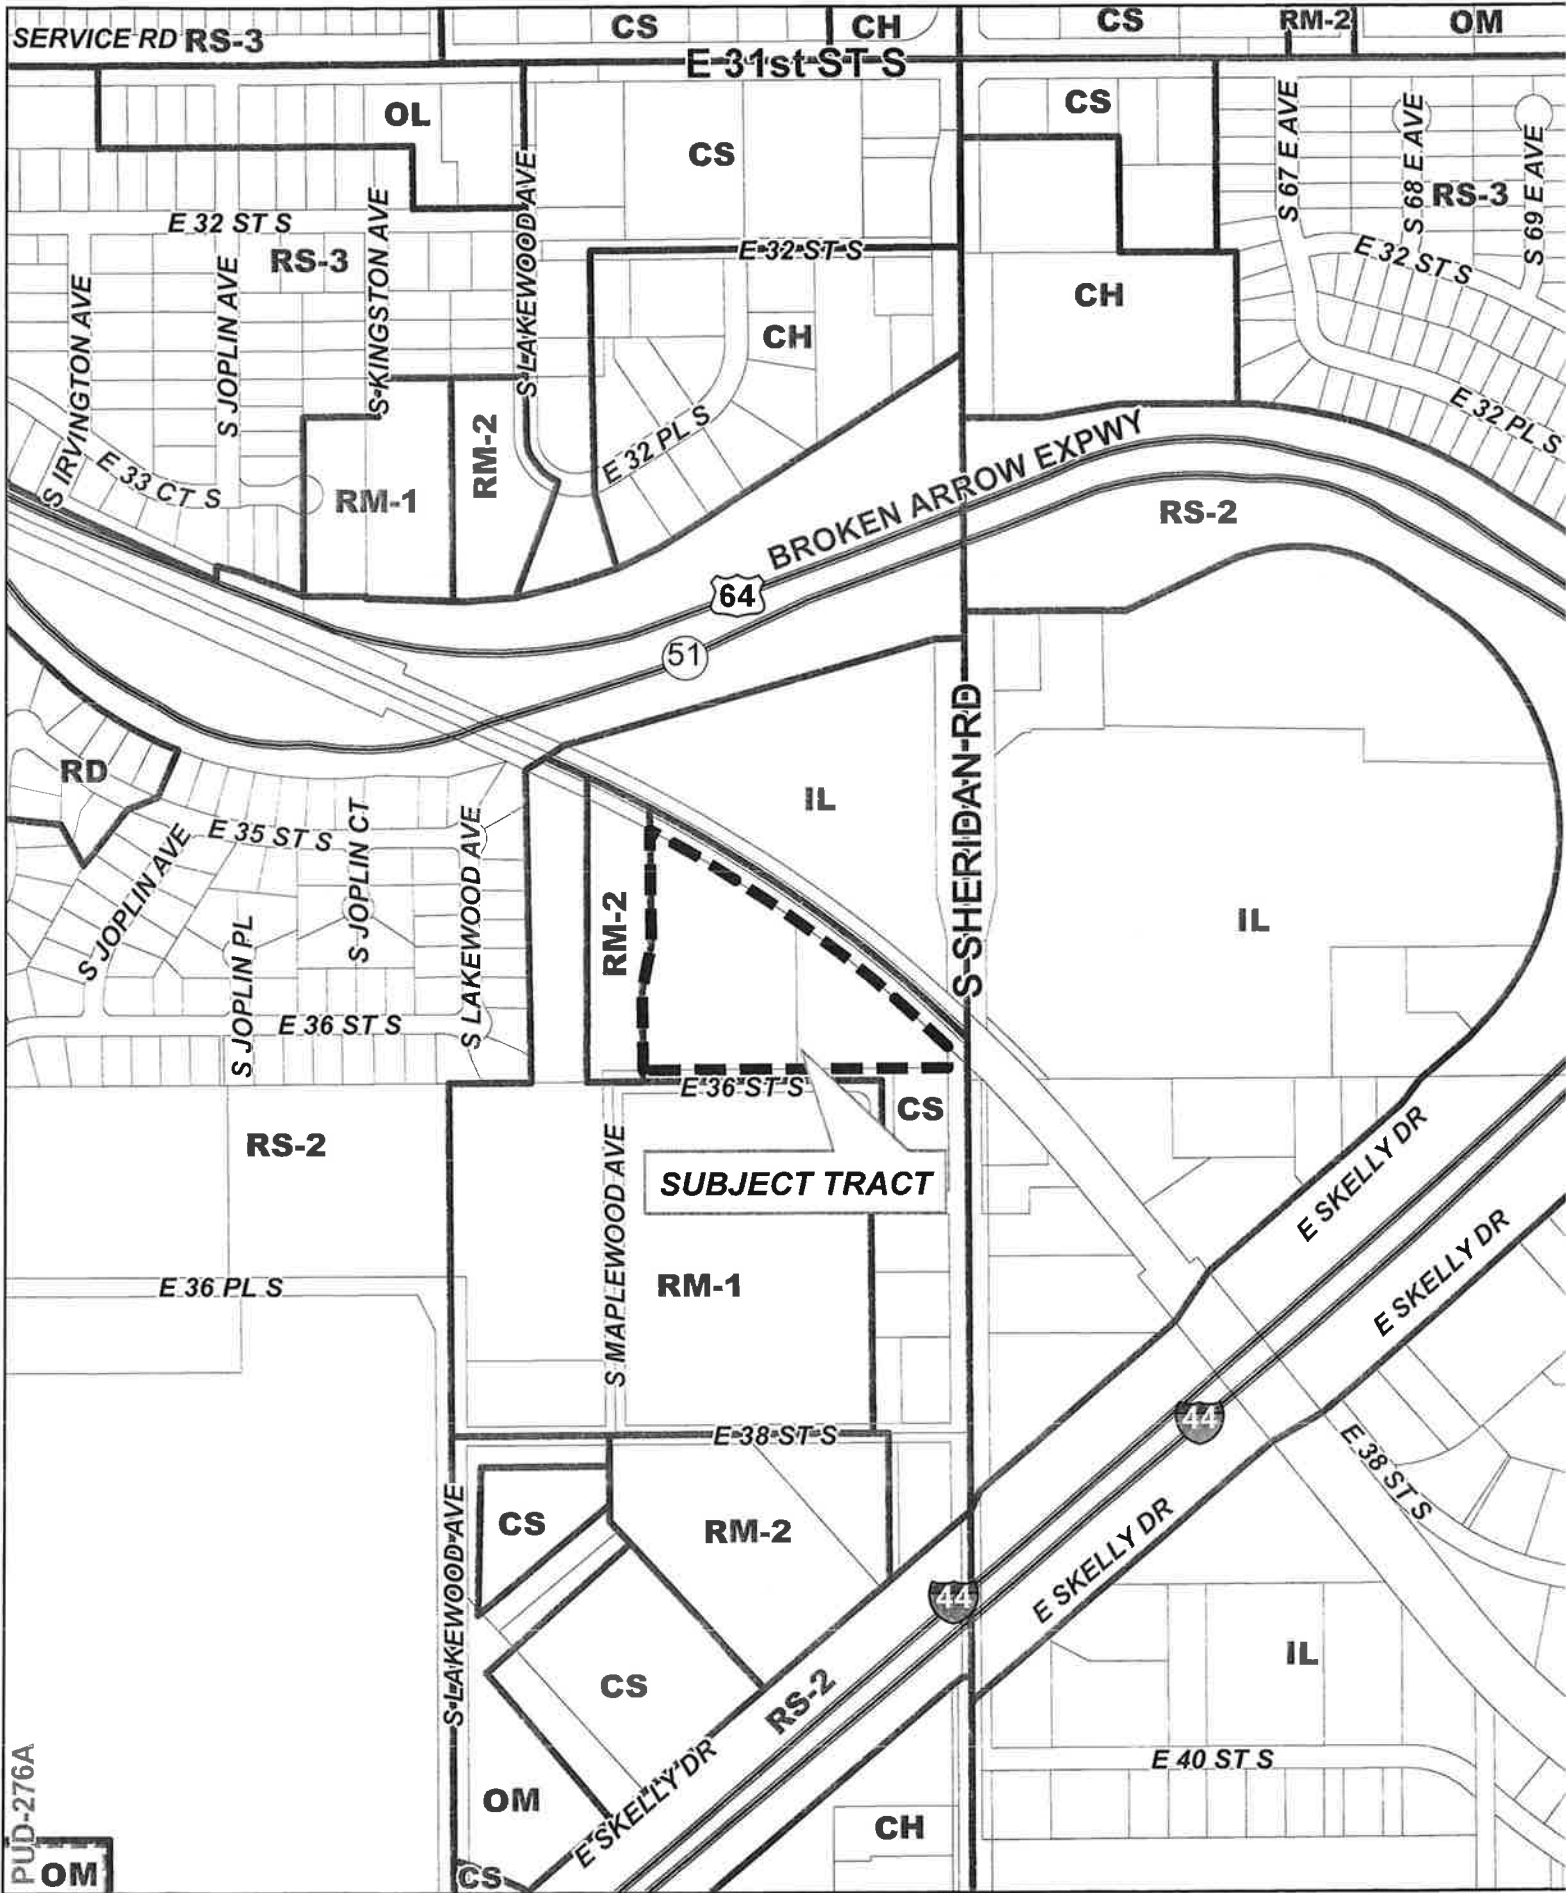 CS
CH
CS
RM-2
OM
SERVICE RD RS-3
E 31st ST S
OL
CS
CS
S 67 E AVE
S 68 E AVE
S 69 E AVE
RS-3
E 32 ST S
S KINGSTON AVE
S LAKEWOOD AVE
E 32 ST S
E 32 ST S
RS-3
S IRVINGTON AVE
S JOPLIN AVE
CH
CH
E 32 PL S
E 32 PL S
E 33 CT S
RM-1
RM-2
BROKEN ARROW EXPWY
RS-2
64
51
RD
IL
S SHERIDAN RD
E 35 ST S
S JOPLIN AVE
S JOPLIN CT
S LAKEWOOD AVE
S JOPLIN PL
RM-2
IL
E 36 ST S
E 36 ST S
CS
RS-2
S MAPLEWOOD AVE
SUBJECT TRACT
E SKELLY DR
E SKELLY DR
E 36 PL S
RM-1
44
E 38 ST S
E 38 ST S
S LAKEWOOD AVE
CS
RM-2
44
E SKELLY DR
IL
CS
RS-2
E SKELLY DR
E 40 ST S
OM
CH
PUD-276A
OM
CS